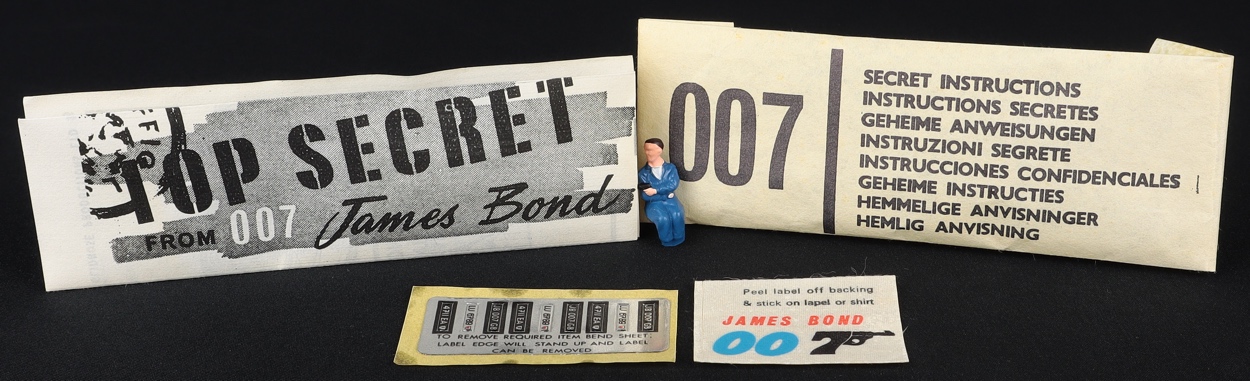 TOP SECRET
FROM 007 James Bond
007
SECRET INSTRUCTIONS
INSTRUCTIONS SECRETES
GEHEIME ANWEISUNGEN
INSTRUZIONI SEGRETE
INSTRUCCIONES CONFIDENCIALES
GEHEIME INSTRUCTIES
HEMMELIGE ANVISNINGER
HEMLIG ANVISNING
TO REMOVE REQUIRED ITEM BEND SHEET.
LABEL EDGE WILL STAND UP AND LABEL
CAN BE REMOVED
Peel label off backing
& stick on lapel or shirt
JAMES BOND
007